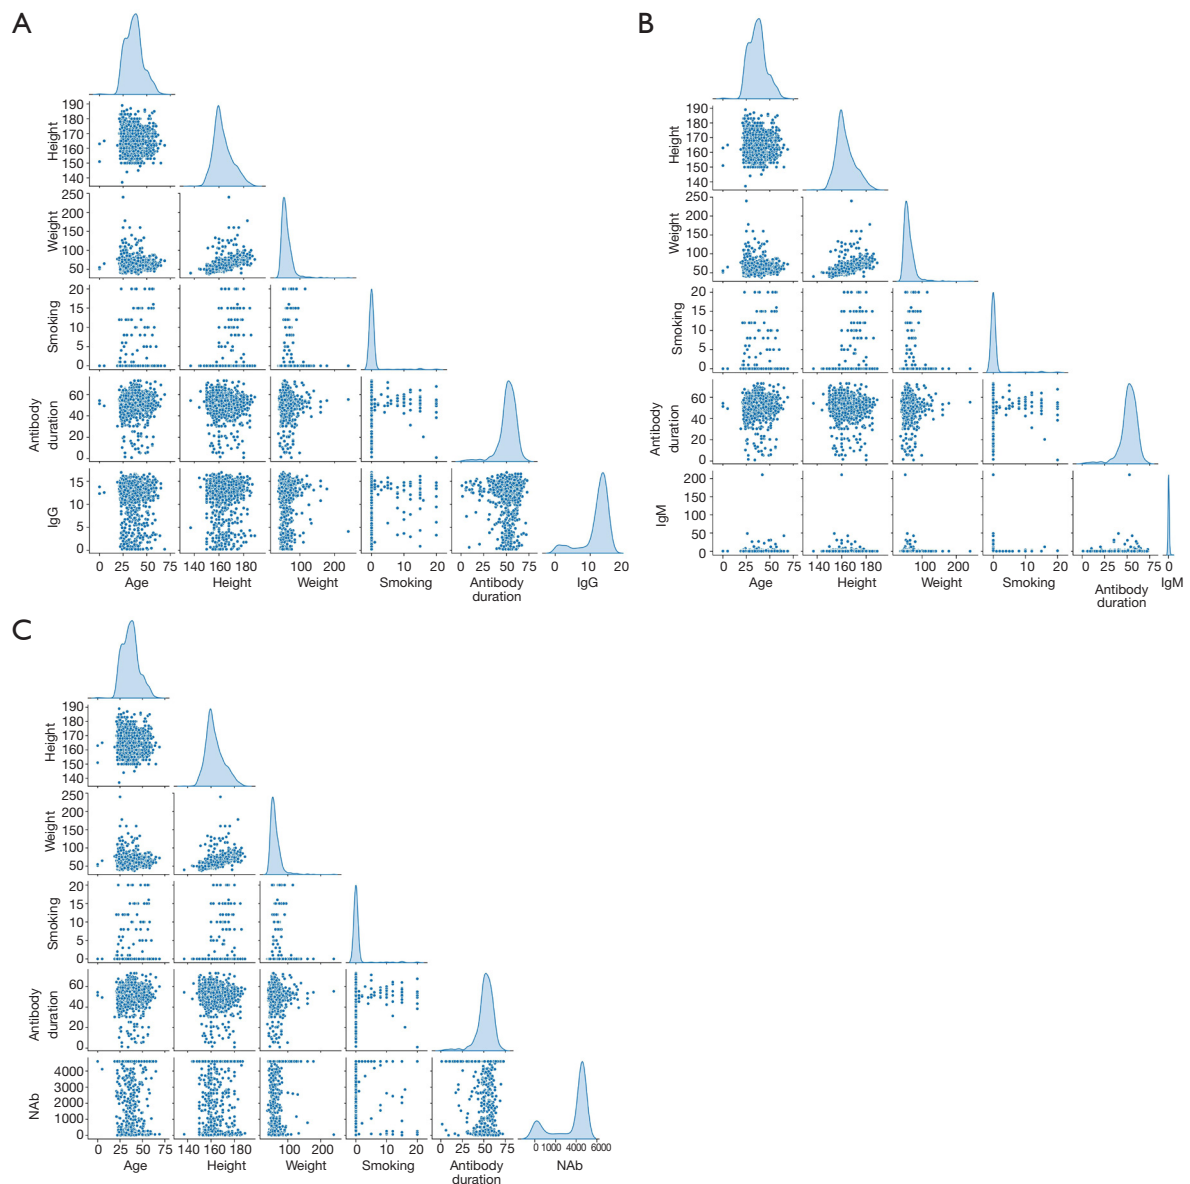 A
B
190
180
170
160
150
140
Height
190
180
170
160
150
140
Height
250
200
150
100
50
Weight
250
200
150
100
50
Weight
20
15
10
5
0
Smoking
20
15
10
5
0
Smoking
60
40
20
0
Antibody
duration
60
40
20
0
Antibody
duration
15
10
5
0
IgG
200
150
100
50
0
IgM
0 25 50 75 140 160 180 100 200 0 10 20 0 25 50 75 0 10 20
Age Height Weight Smoking Antibody
duration IgG
0 25 50 75 140 160 180 100 200 0 10 20 0 25 50 75 0
Age Height Weight Smoking Antibody
duration IgM
C
190
180
170
160
150
140
Height
250
200
150
100
50
Weight
20
15
10
5
0
Smoking
60
40
20
0
Antibody
duration
4000
3000
2000
1000
0
NAb
0 25 50 75 140 160 180 100 200 0 10 20 0 25 50 75 0 1000 4000 6000
Age Height Weight Smoking Antibody
duration NAb